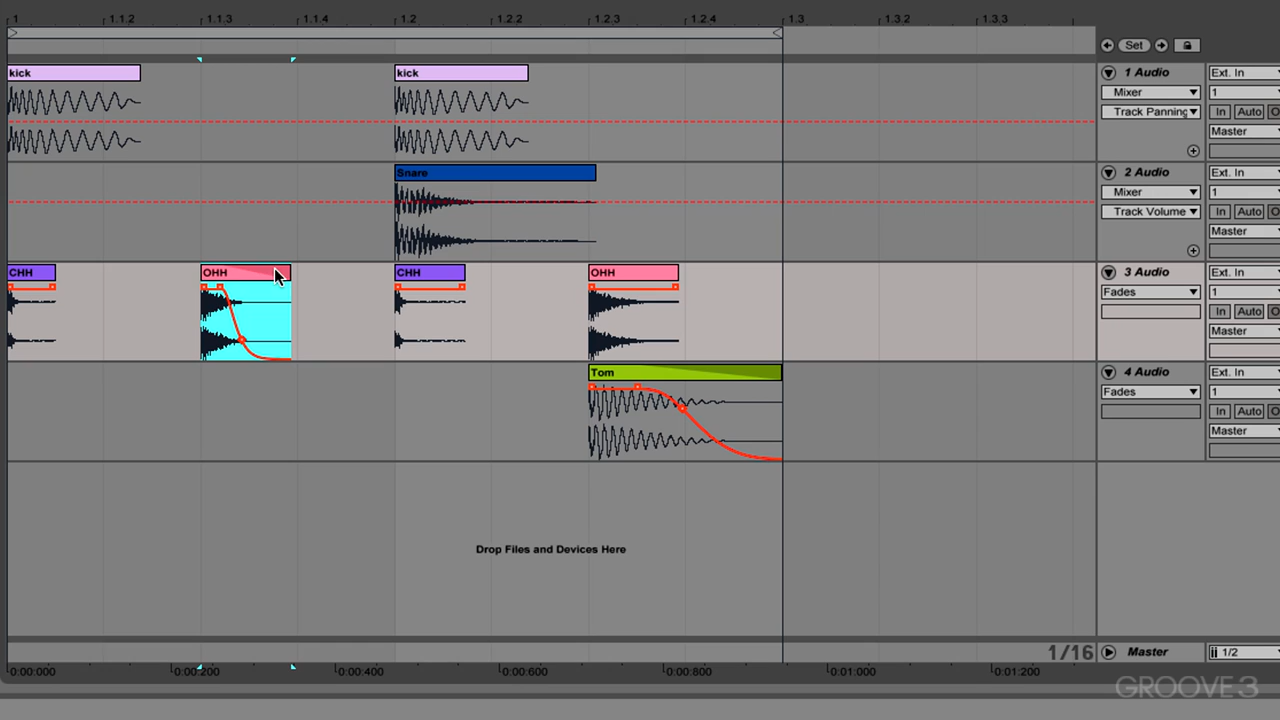 1 1.1.2 1.1.3 1.1.4 1.2 1.2.2 1.2.3 1.2.4 1.3 1.3.2 1.3.3
Set
kick kick 1 Audio Ext. In
Mixer 1
Track Panning In Auto
Master
Snare 2 Audio Ext. In
Mixer 1
Track Volume In Auto
Master
CHH OHH CHH OHH 3 Audio Ext. In
Fades 1
In Auto
Master
Tom 4 Audio Ext. In
Fades 1
In Auto
Master
Drop Files and Devices Here
1/16 Master 1/2
0:00:000 0:00:200 0:00:400 0:00:600 0:00:800 0:01:000 0:01:200
GROOVE3